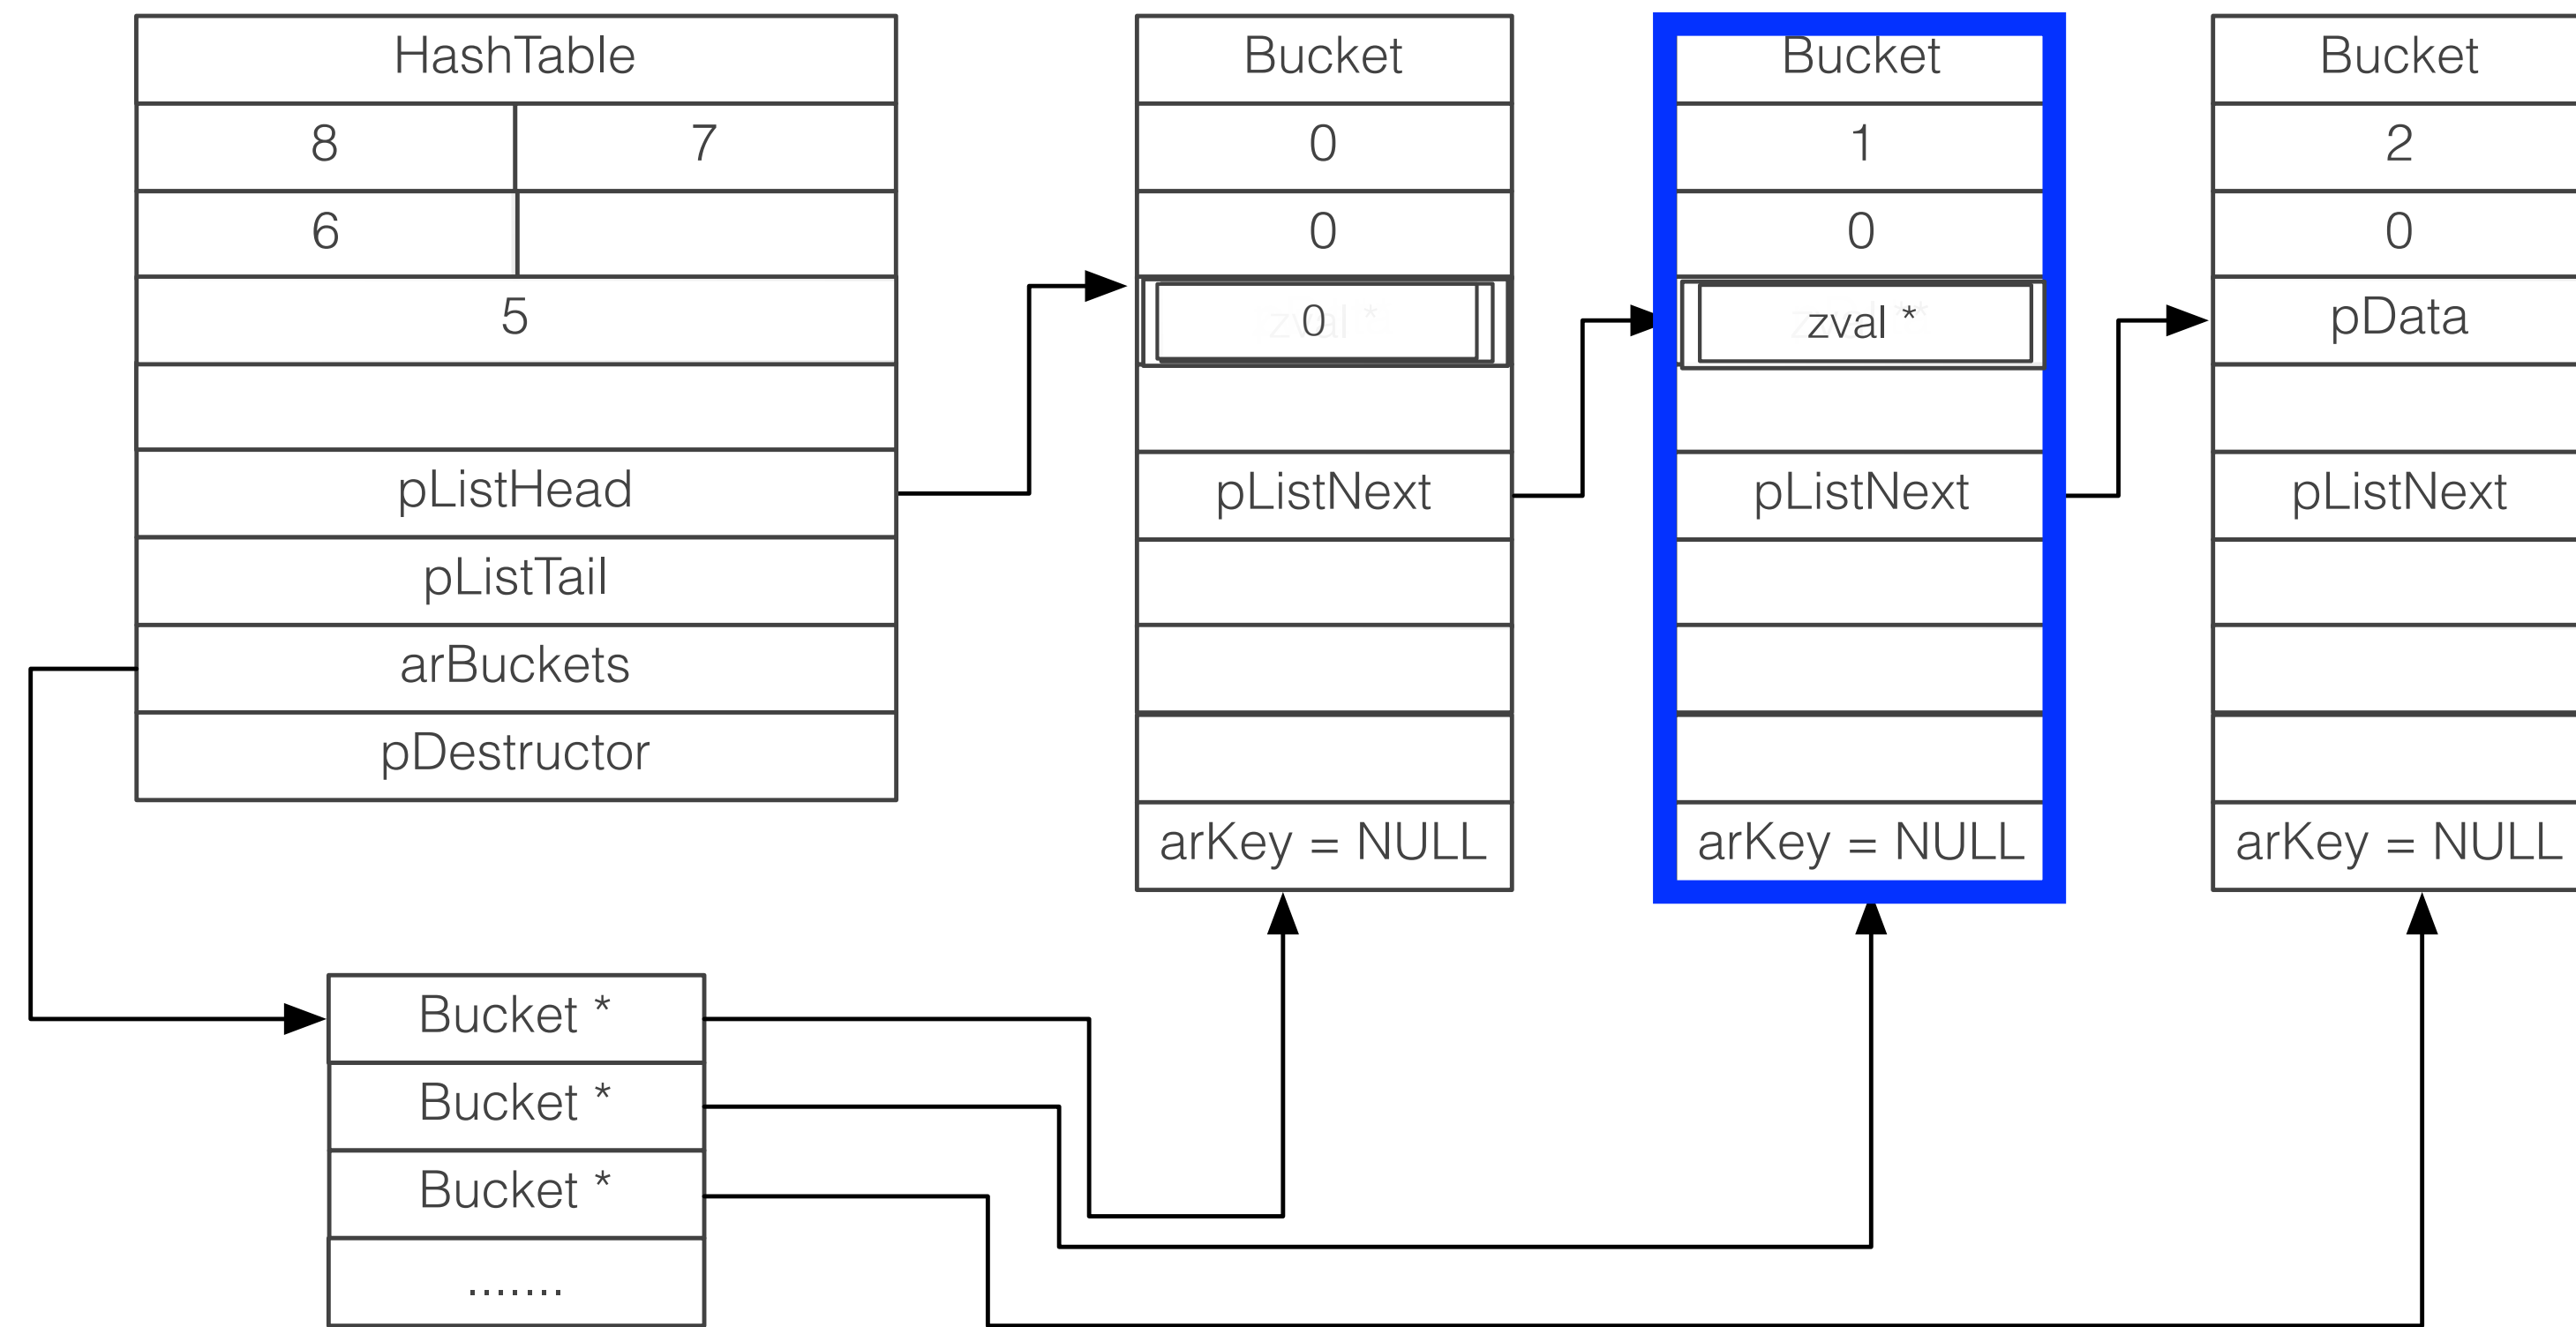 HashTable
8 7
6
5
pListHead
pListTail
arBuckets
pDestructor
Bucket
0
0
0
pListNext
arKey = NULL
Bucket
1
0
zval *
pListNext
arKey = NULL
Bucket
2
0
pData
pListNext
arKey = NULL
Bucket *
Bucket *
Bucket *
.......